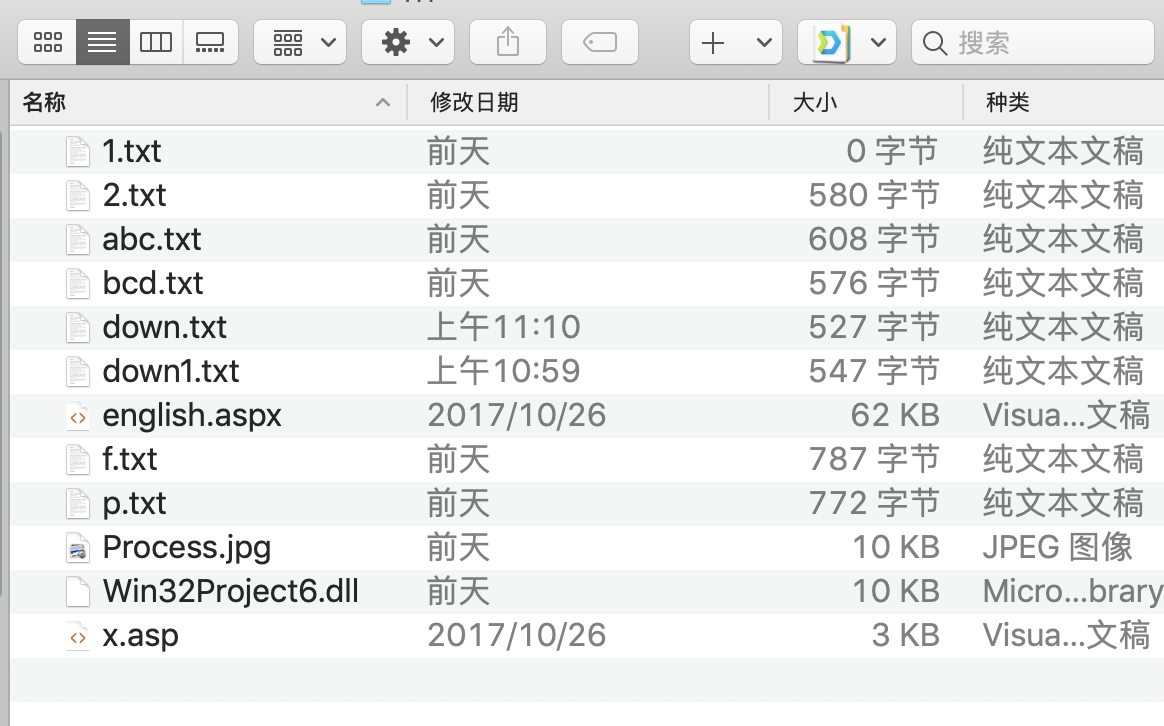 搜索
名称 修改日期 大小 种类
1.txt 前天 0 字节 纯文本文稿
2.txt 前天 580 字节 纯文本文稿
abc.txt 前天 608 字节 纯文本文稿
bcd.txt 前天 576 字节 纯文本文稿
down.txt 上午11:10 527 字节 纯文本文稿
down1.txt 上午10:59 547 字节 纯文本文稿
english.aspx 2017/10/26 62 KB Visua...文稿
f.txt 前天 787 字节 纯文本文稿
p.txt 前天 772 字节 纯文本文稿
Process.jpg 前天 10 KB JPEG 图像
Win32Project6.dll 前天 10 KB Micro...brary
x.asp 2017/10/26 3 KB Visua...文稿